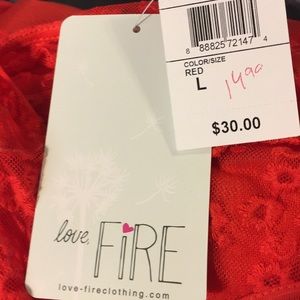 8 88825 72147 4
COLOR/SIZE
RED
L
1490
$30.00
love,
FiRE
love-fireclothing.com